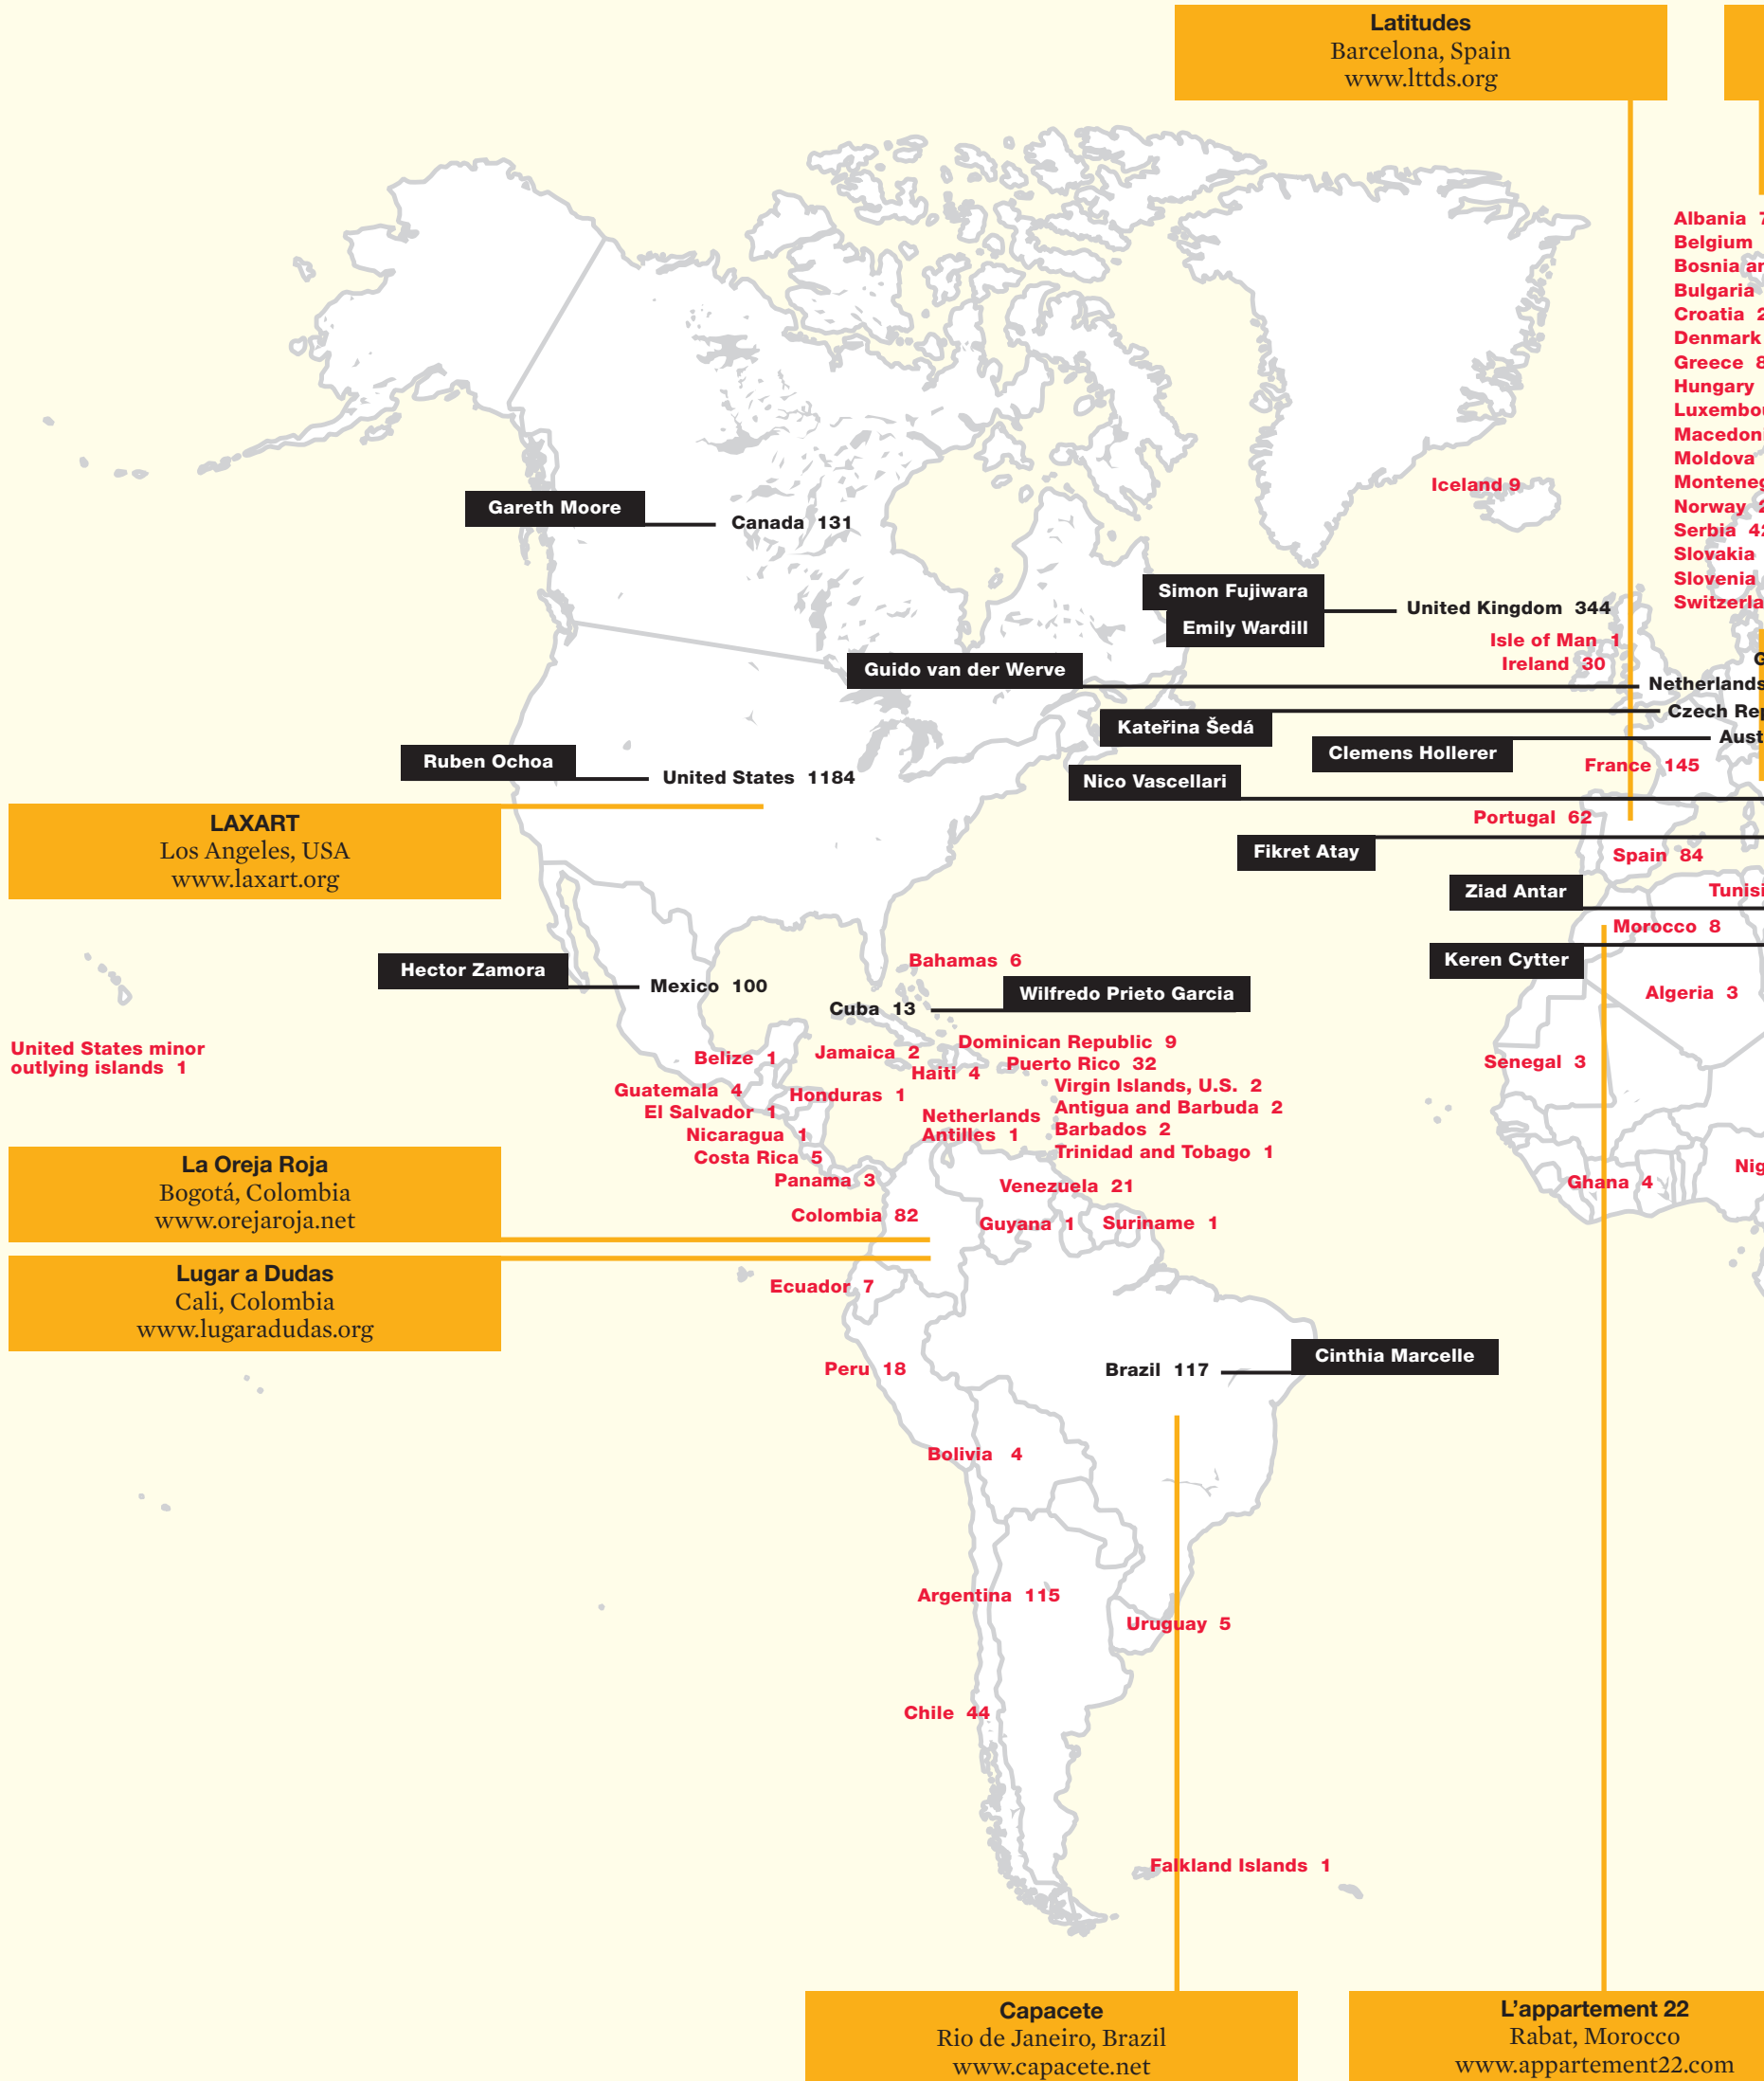 Latitudes
Barcelona, Spain
www.lttds.org
Albania 7
Belgium
Bosnia
Bulgaria
Croatia 2
Denmark
Greece 8
Hungary
Moldova
Norway 2
Serbia 42
Slovakia
Slovenia
Iceland 9
Gareth Moore
Canada 131
Simon Fujiwara
Emily Wardill
United Kingdom 344
Isle of Man 1
Ireland 30
Guido van der Werve
Netherlands
Kateřina Šedá
Czech
Clemens Hollerer
France 145
Ruben Ochoa
United States 1184
Nico Vascellari
LAXART
Los Angeles, USA
www.laxart.org
Portugal 62
Fikret Atay
Spain 84
Ziad Antar
Morocco 8
Keren Cytter
Hector Zamora
Mexico 100
Bahamas 6
Wilfredo Prieto Garcia
Cuba 13
Algeria 3
United States minor
outlying islands 1
Belize 1
Jamaica 2
Dominican Republic 9
Haiti 4
Puerto Rico 32
Senegal 3
Guatemala 4
Honduras 1
Virgin Islands, U.S. 2
El Salvador 1
Netherlands
Antilles 1
Antigua and Barbuda 2
Nicaragua 1
Barbados 2
Costa Rica 5
Trinidad and Tobago 1
Panama 3
Venezuela 21
Ghana 4
La Oreja Roja
Bogotá, Colombia
www.orejaroja.net
Colombia 82
Guyana 1
Suriname 1
Lugar a Dudas
Cali, Colombia
www.lugaradudas.org
Ecuador 7
Peru 18
Brazil 117
Cinthia Marcelle
Bolivia 4
Argentina 115
Uruguay 5
Chile 44
Falkland Islands 1
Capacete
Rio de Janeiro, Brazil
www.capacete.net
L'appartement 22
Rabat, Morocco
www.appartement22.com